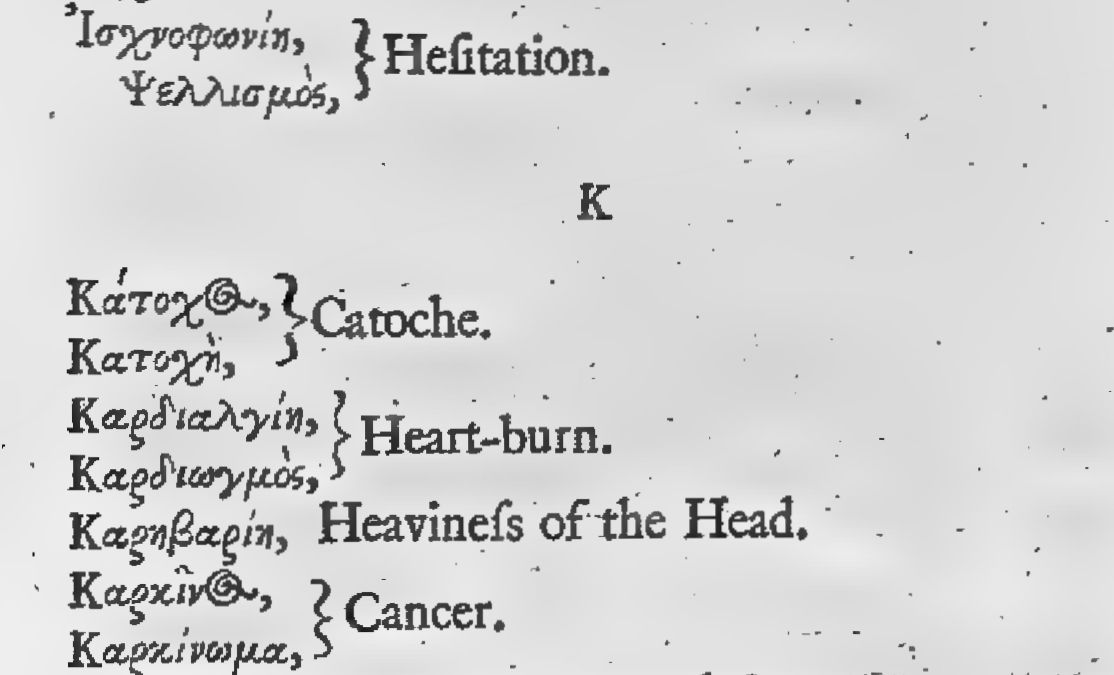 Ἰσχνοφωνίη,
Ψελλισμὸς, } Heſitation.
K
Κάτοχος,
Κατοχὴ, } Catoche.
Καρδιαλγίη,
Καρδιωγμὸς, } Heart-burn.
Καρηβαρίη, Heavineſs of the Head.
Καρκῖνος,
Καρκίνωμα, } Cancer.